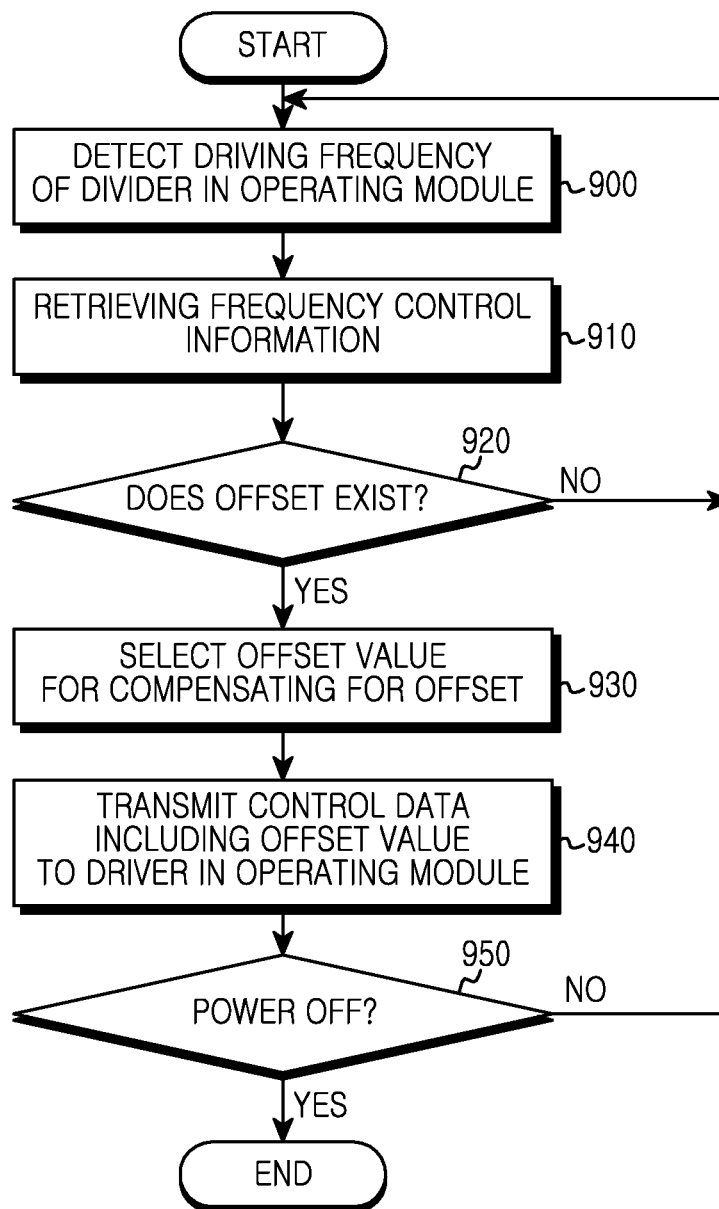 START
DETECT DRIVING FREQUENCY
OF DIVIDER IN OPERATING MODULE
900
RETRIEVING FREQUENCY CONTROL
INFORMATION
910
920
DOES OFFSET EXIST?
NO
YES
SELECT OFFSET VALUE
FOR COMPENSATING FOR OFFSET
930
TRANSMIT CONTROL DATA
INCLUDING OFFSET VALUE
TO DRIVER IN OPERATING MODULE
940
950
POWER OFF?
NO
YES
END